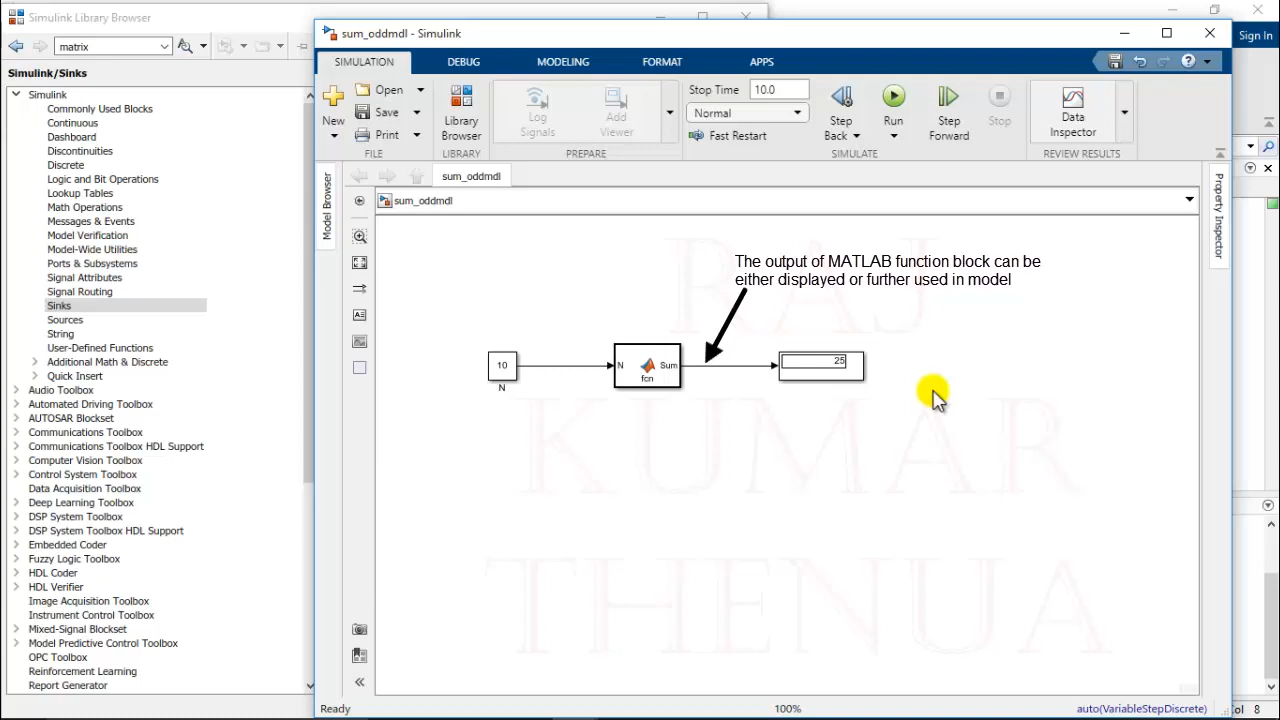 Simulink Library Browser
matrix
Simulink/Sinks
Simulink
Commonly Used Blocks
Continuous
Dashboard
Discontinuities
Discrete
Logic and Bit Operations
Lookup Tables
Math Operations
Messages & Events
Model Verification
Model-Wide Utilities
Ports & Subsystems
Signal Attributes
Signal Routing
Sinks
Sources
String
User-Defined Functions
Additional Math & Discrete
Quick Insert
Audio Toolbox
Automated Driving Toolbox
AUTOSAR Blockset
Communications Toolbox
Communications Toolbox HDL Support
Computer Vision Toolbox
Control System Toolbox
Data Acquisition Toolbox
Deep Learning Toolbox
DSP System Toolbox
DSP System Toolbox HDL Support
Embedded Coder
Fuzzy Logic Toolbox
HDL Coder
HDL Verifier
Image Acquisition Toolbox
Instrument Control Toolbox
Mixed-Signal Blockset
Model Predictive Control Toolbox
OPC Toolbox
Reinforcement Learning
Report Generator
sum_oddmdl - Simulink
Sign In
SIMULATION DEBUG MODELING FORMAT APPS
New
Open
Save
Print
FILE
Library
Browser
LIBRARY
Log
Signals
Add
Viewer
PREPARE
Stop Time 10.0
Normal
Fast Restart
Step
Back
Run
Step
Forward
Stop
SIMULATE
Data
Inspector
REVIEW RESULTS
Model Browser
sum_oddmdl
sum_oddmdl
Property Inspector
RAJ
KUMAR
THENUA
The output of MATLAB function block can be
either displayed or further used in model
10
N
N
fcn
Sum
25
Ready
100%
auto(VariableStepDiscrete)
Col 8